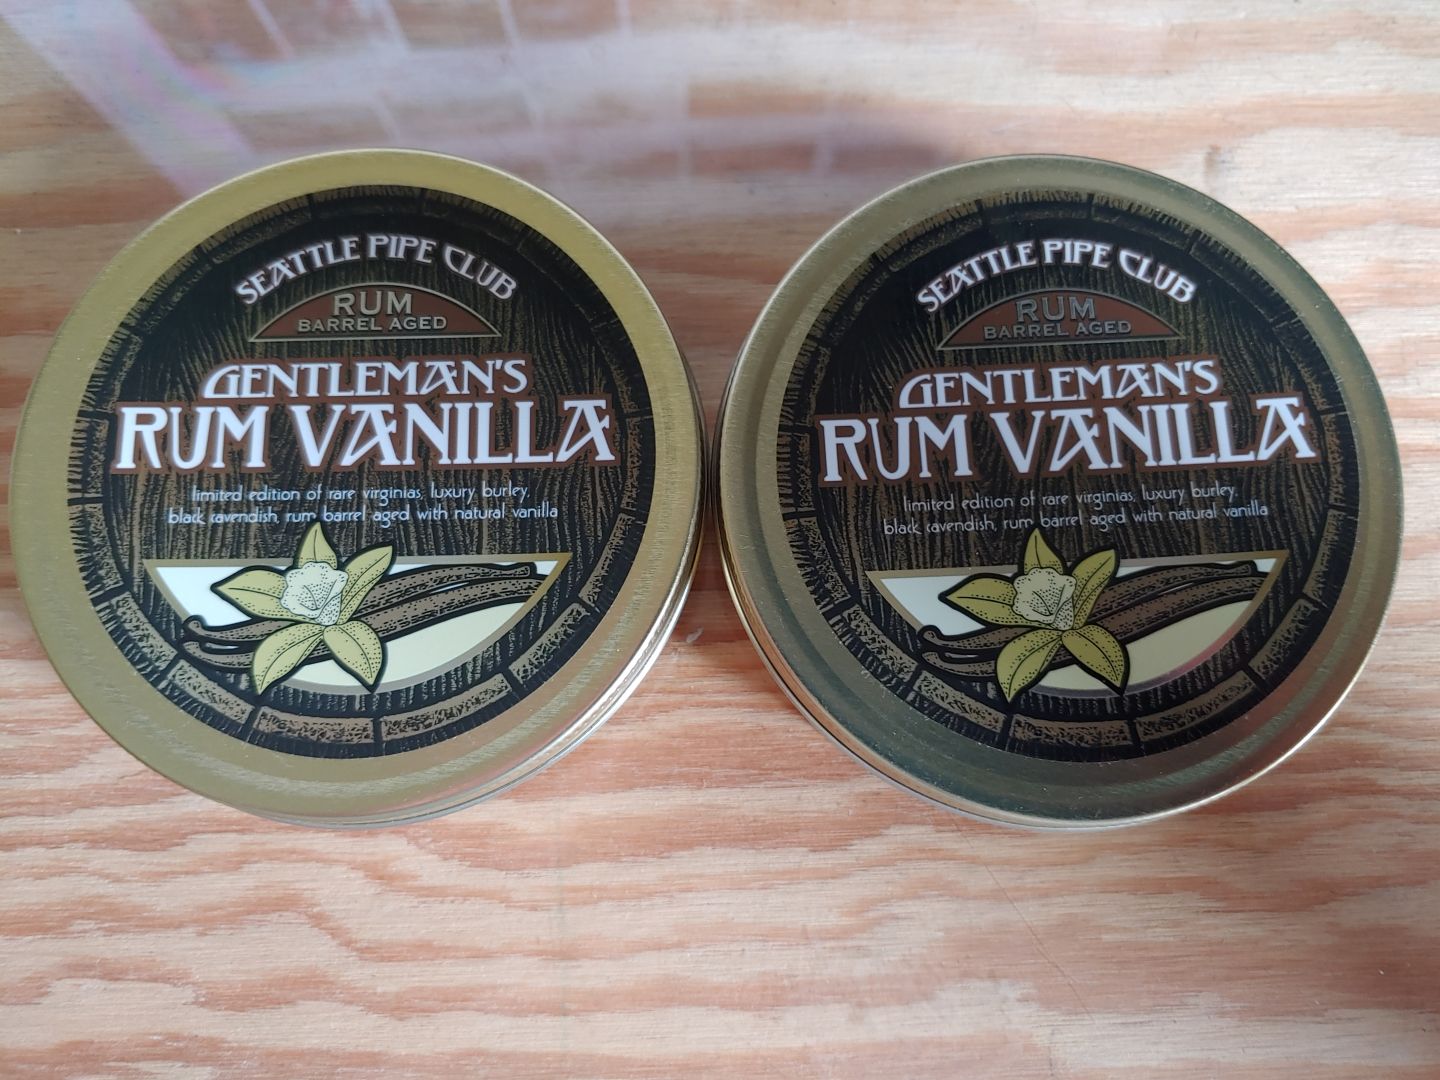 SEATTLE PIPE CLUB
RUM
BARREL AGED
GENTLEMAN'S
RUM VANILLA
limited edition of rare virginias, luxury burley,
black cavendish, rum barrel aged with natural vanilla
SEATTLE PIPE CLUB
RUM
BARREL AGED
GENTLEMAN'S
RUM VANILLA
limited edition of rare virginias, luxury burley,
black cavendish, rum barrel aged with natural vanilla